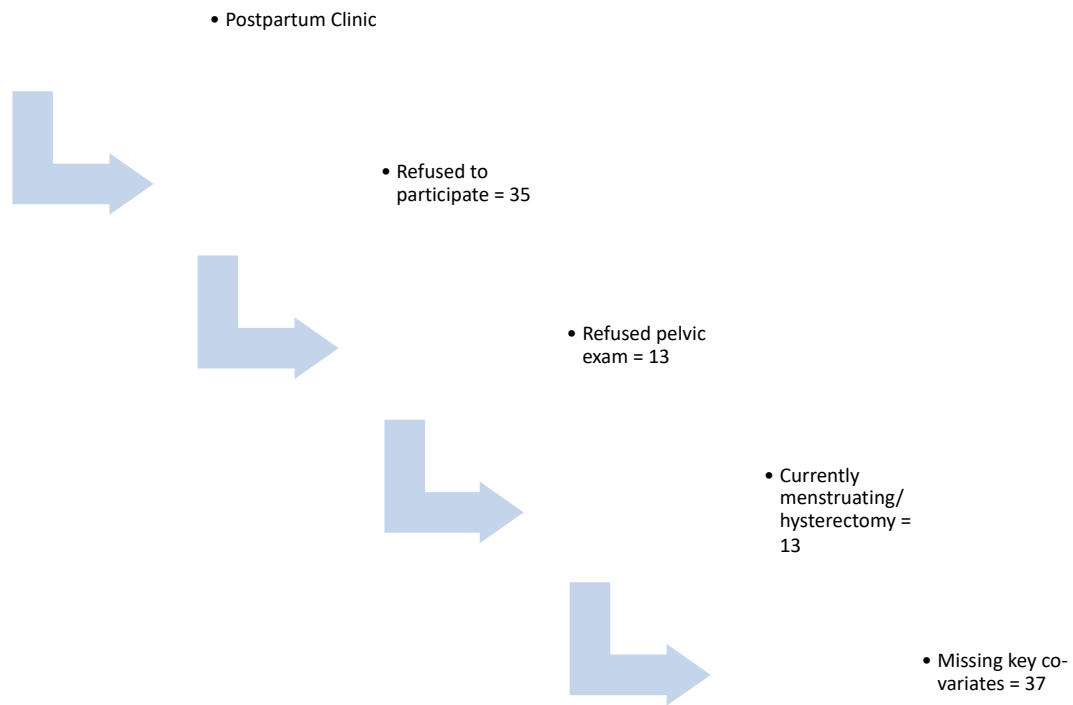 • Postpartum Clinic
• Refused to
participate = 35
• Refused pelvic
exam = 13
• Currently
menstruating/
hysterectomy =
13
• Missing key co-
variates = 37